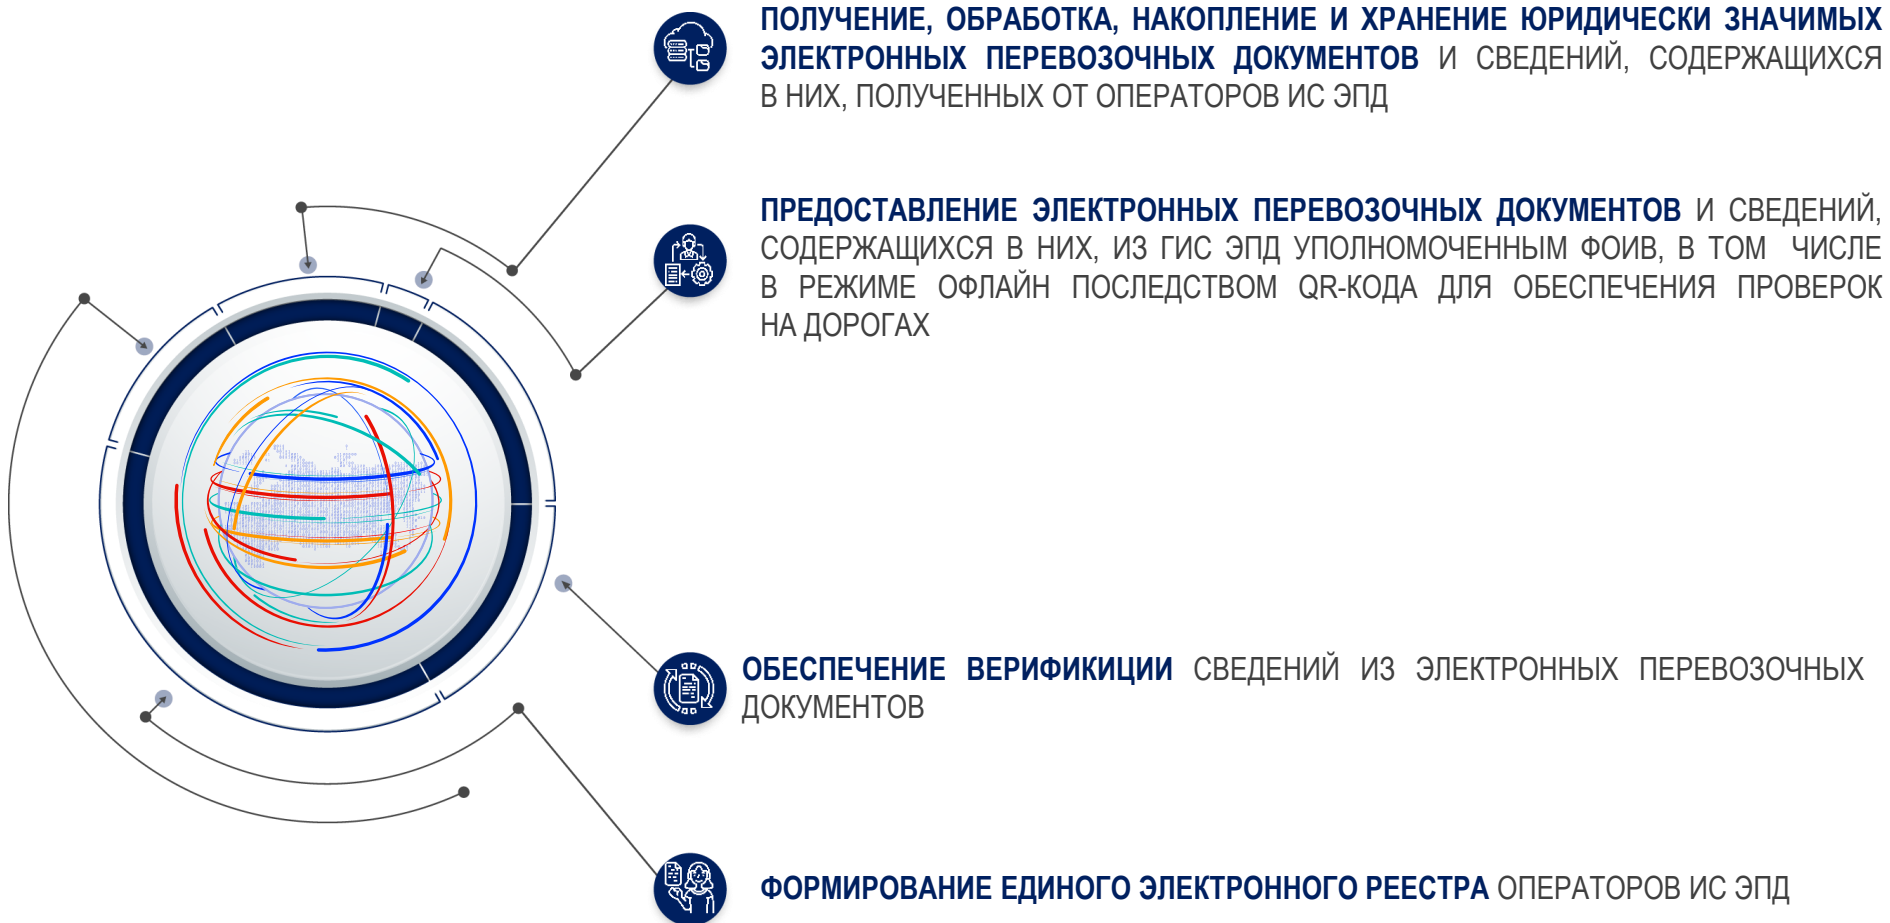 ПОЛУЧЕНИЕ, ОБРАБОТКА, НАКОПЛЕНИЕ И ХРАНЕНИЕ ЮРИДИЧЕСКИ ЗНАЧИМЫХ
ЭЛЕКТРОННЫХ ПЕРЕВОЗОЧНЫХ ДОКУМЕНТОВ И СВЕДЕНИЙ, СОДЕРЖАЩИХСЯ
В НИХ, ПОЛУЧЕННЫХ ОТ ОПЕРАТОРОВ ИС ЭПД
ПРЕДОСТАВЛЕНИЕ ЭЛЕКТРОННЫХ ПЕРЕВОЗОЧНЫХ ДОКУМЕНТОВ И СВЕДЕНИЙ,
СОДЕРЖАЩИХСЯ В НИХ, ИЗ ГИС ЭПД УПОЛНОМОЧЕННЫМ ФОИВ, В ТОМ ЧИСЛЕ
В РЕЖИМЕ ОФЛАЙН ПОСЛЕДСТВОМ QR-КОДА ДЛЯ ОБЕСПЕЧЕНИЯ ПРОВЕРОК
НА ДОРОГАХ
ОБЕСПЕЧЕНИЕ ВЕРИФИКИЦИИ СВЕДЕНИЙ ИЗ ЭЛЕКТРОННЫХ ПЕРЕВОЗОЧНЫХ
ДОКУМЕНТОВ
ФОРМИРОВАНИЕ ЕДИНОГО ЭЛЕКТРОННОГО РЕЕСТРА ОПЕРАТОРОВ ИС ЭПД